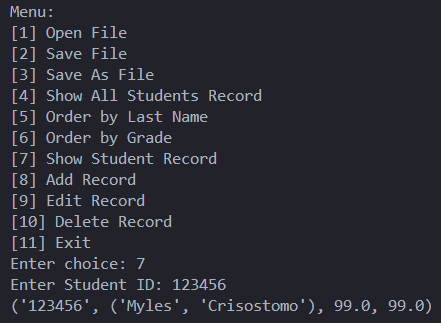 Menu:
[1] Open File
[2] Save File
[3] Save As File
[4] Show All Students Record
[5] Order by Last Name
[6] Order by Grade
[7] Show Student Record
[8] Add Record
[9] Edit Record
[10] Delete Record
[11] Exit
Enter choice: 7
Enter Student ID: 123456
('123456', ('Myles', 'Crisostomo'), 99.0, 99.0)